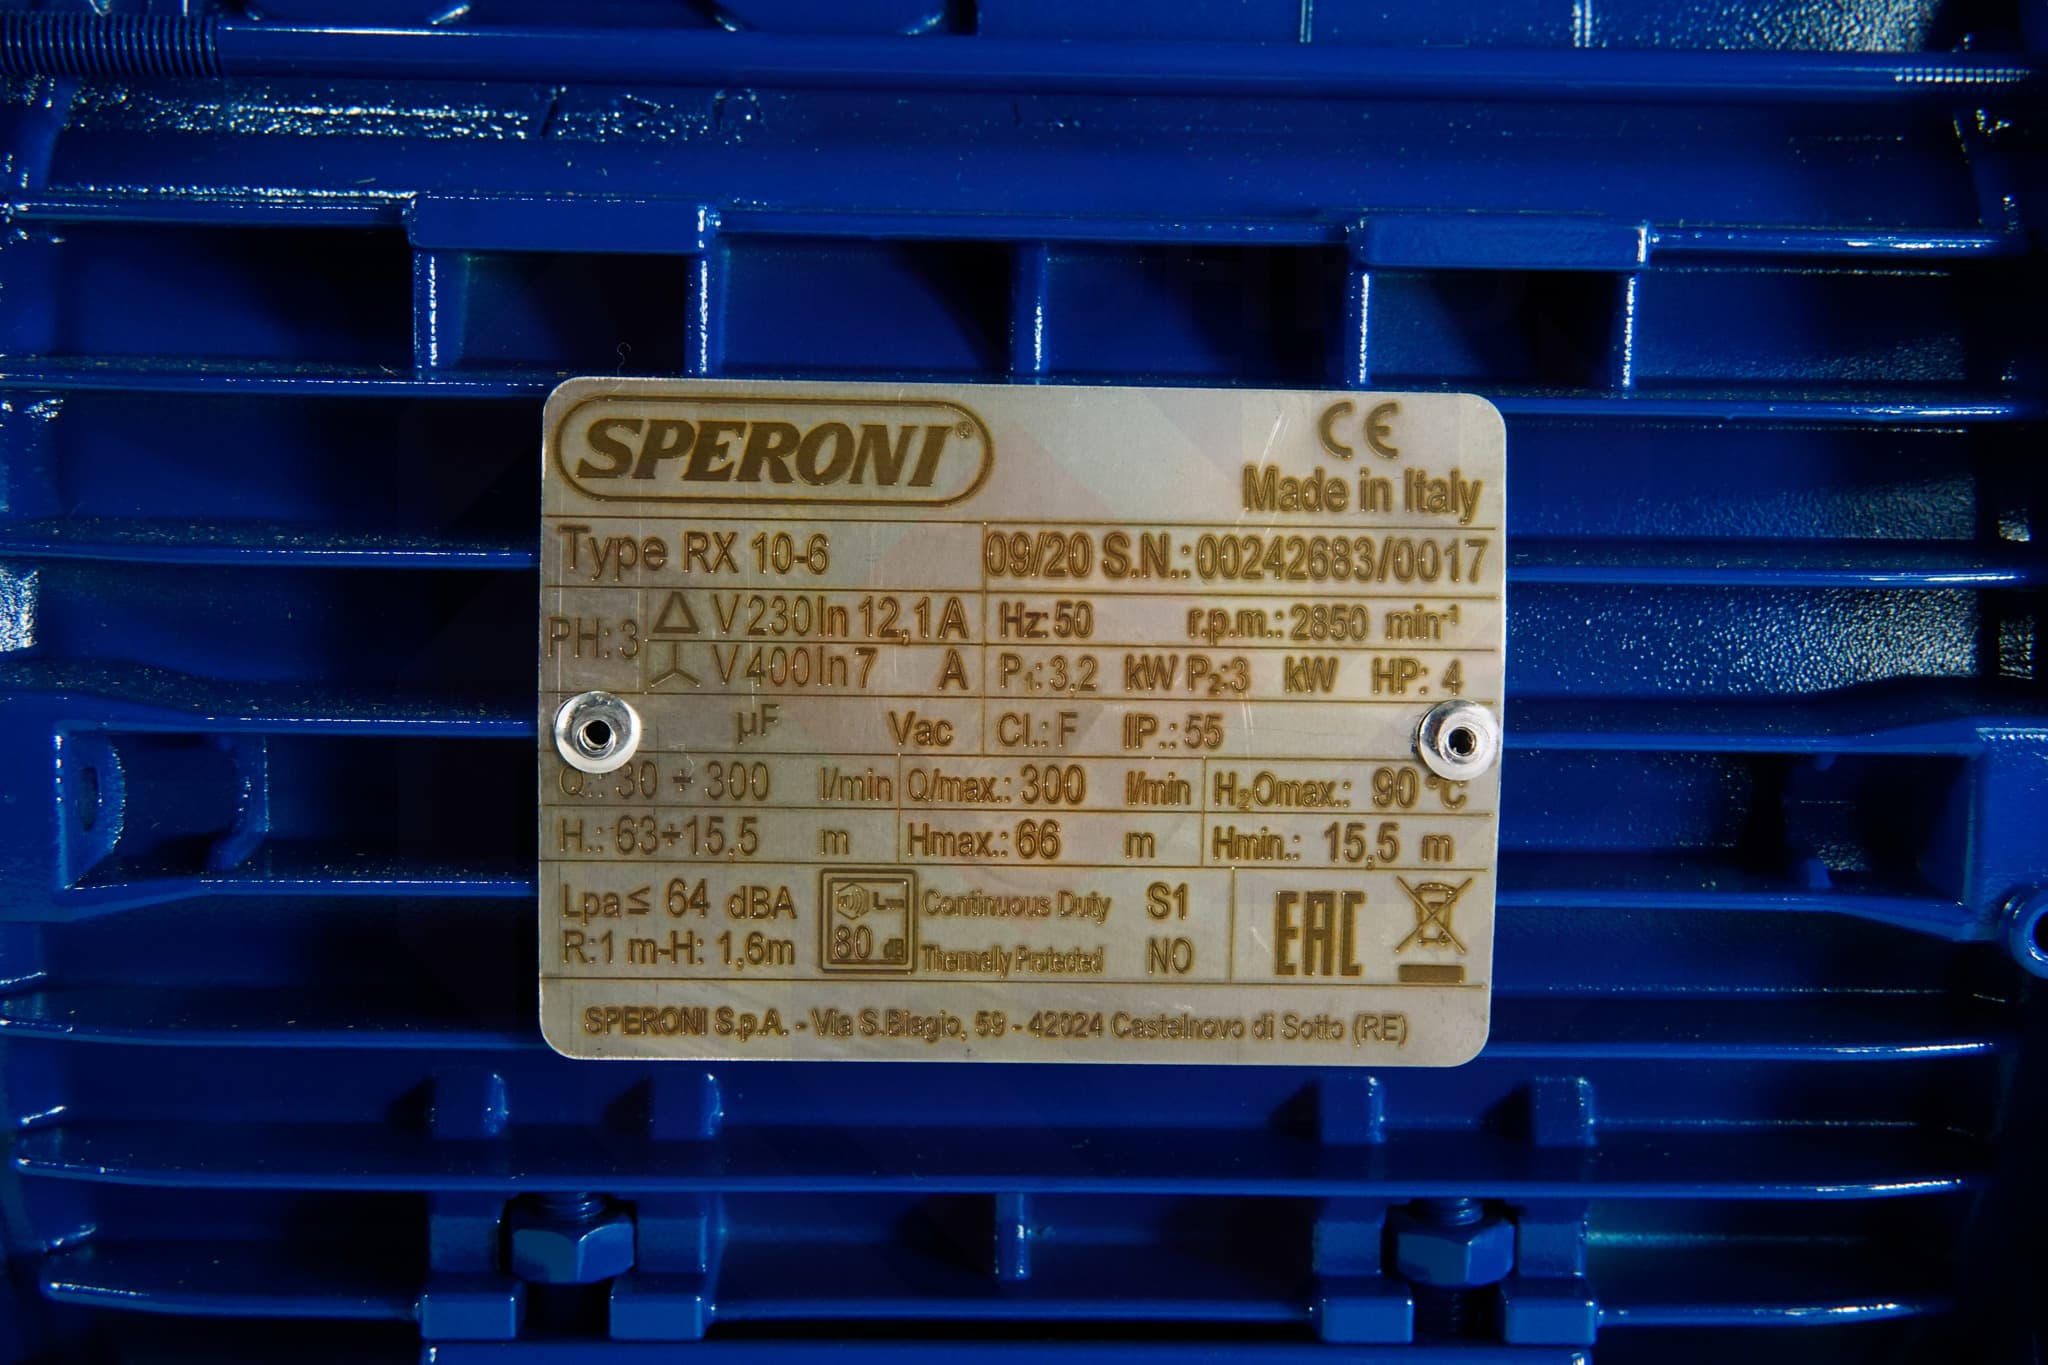 SPERONI®
CE
Made in Italy
Type RX 10-6
09/20 S.N.: 00242683/0017
PH: 3
Δ V 230 In 12,1 A
V 400 In 7 A
Hz: 50 r.p.m.: 2850 min-¹
P₁: 3,2 kW P₂: 3 kW HP: 4
µF Vac
Cl.: F IP.: 55
Q.: 30 ÷ 300 l/min
Q/max.: 300 l/min
H₂Omax.: 90 °C
H.: 63÷15,5 m
Hmax.: 66 m
Hmin.: 15,5 m
Lpa ≤ 64 dBA
R:1 m-H: 1,6m
80 dB
Continuous Duty S1
Thermally Protected NO
EAC
SPERONI S.p.A. - Via S.Biagio, 59 - 42024 Castelnovo di Sotto (RE)